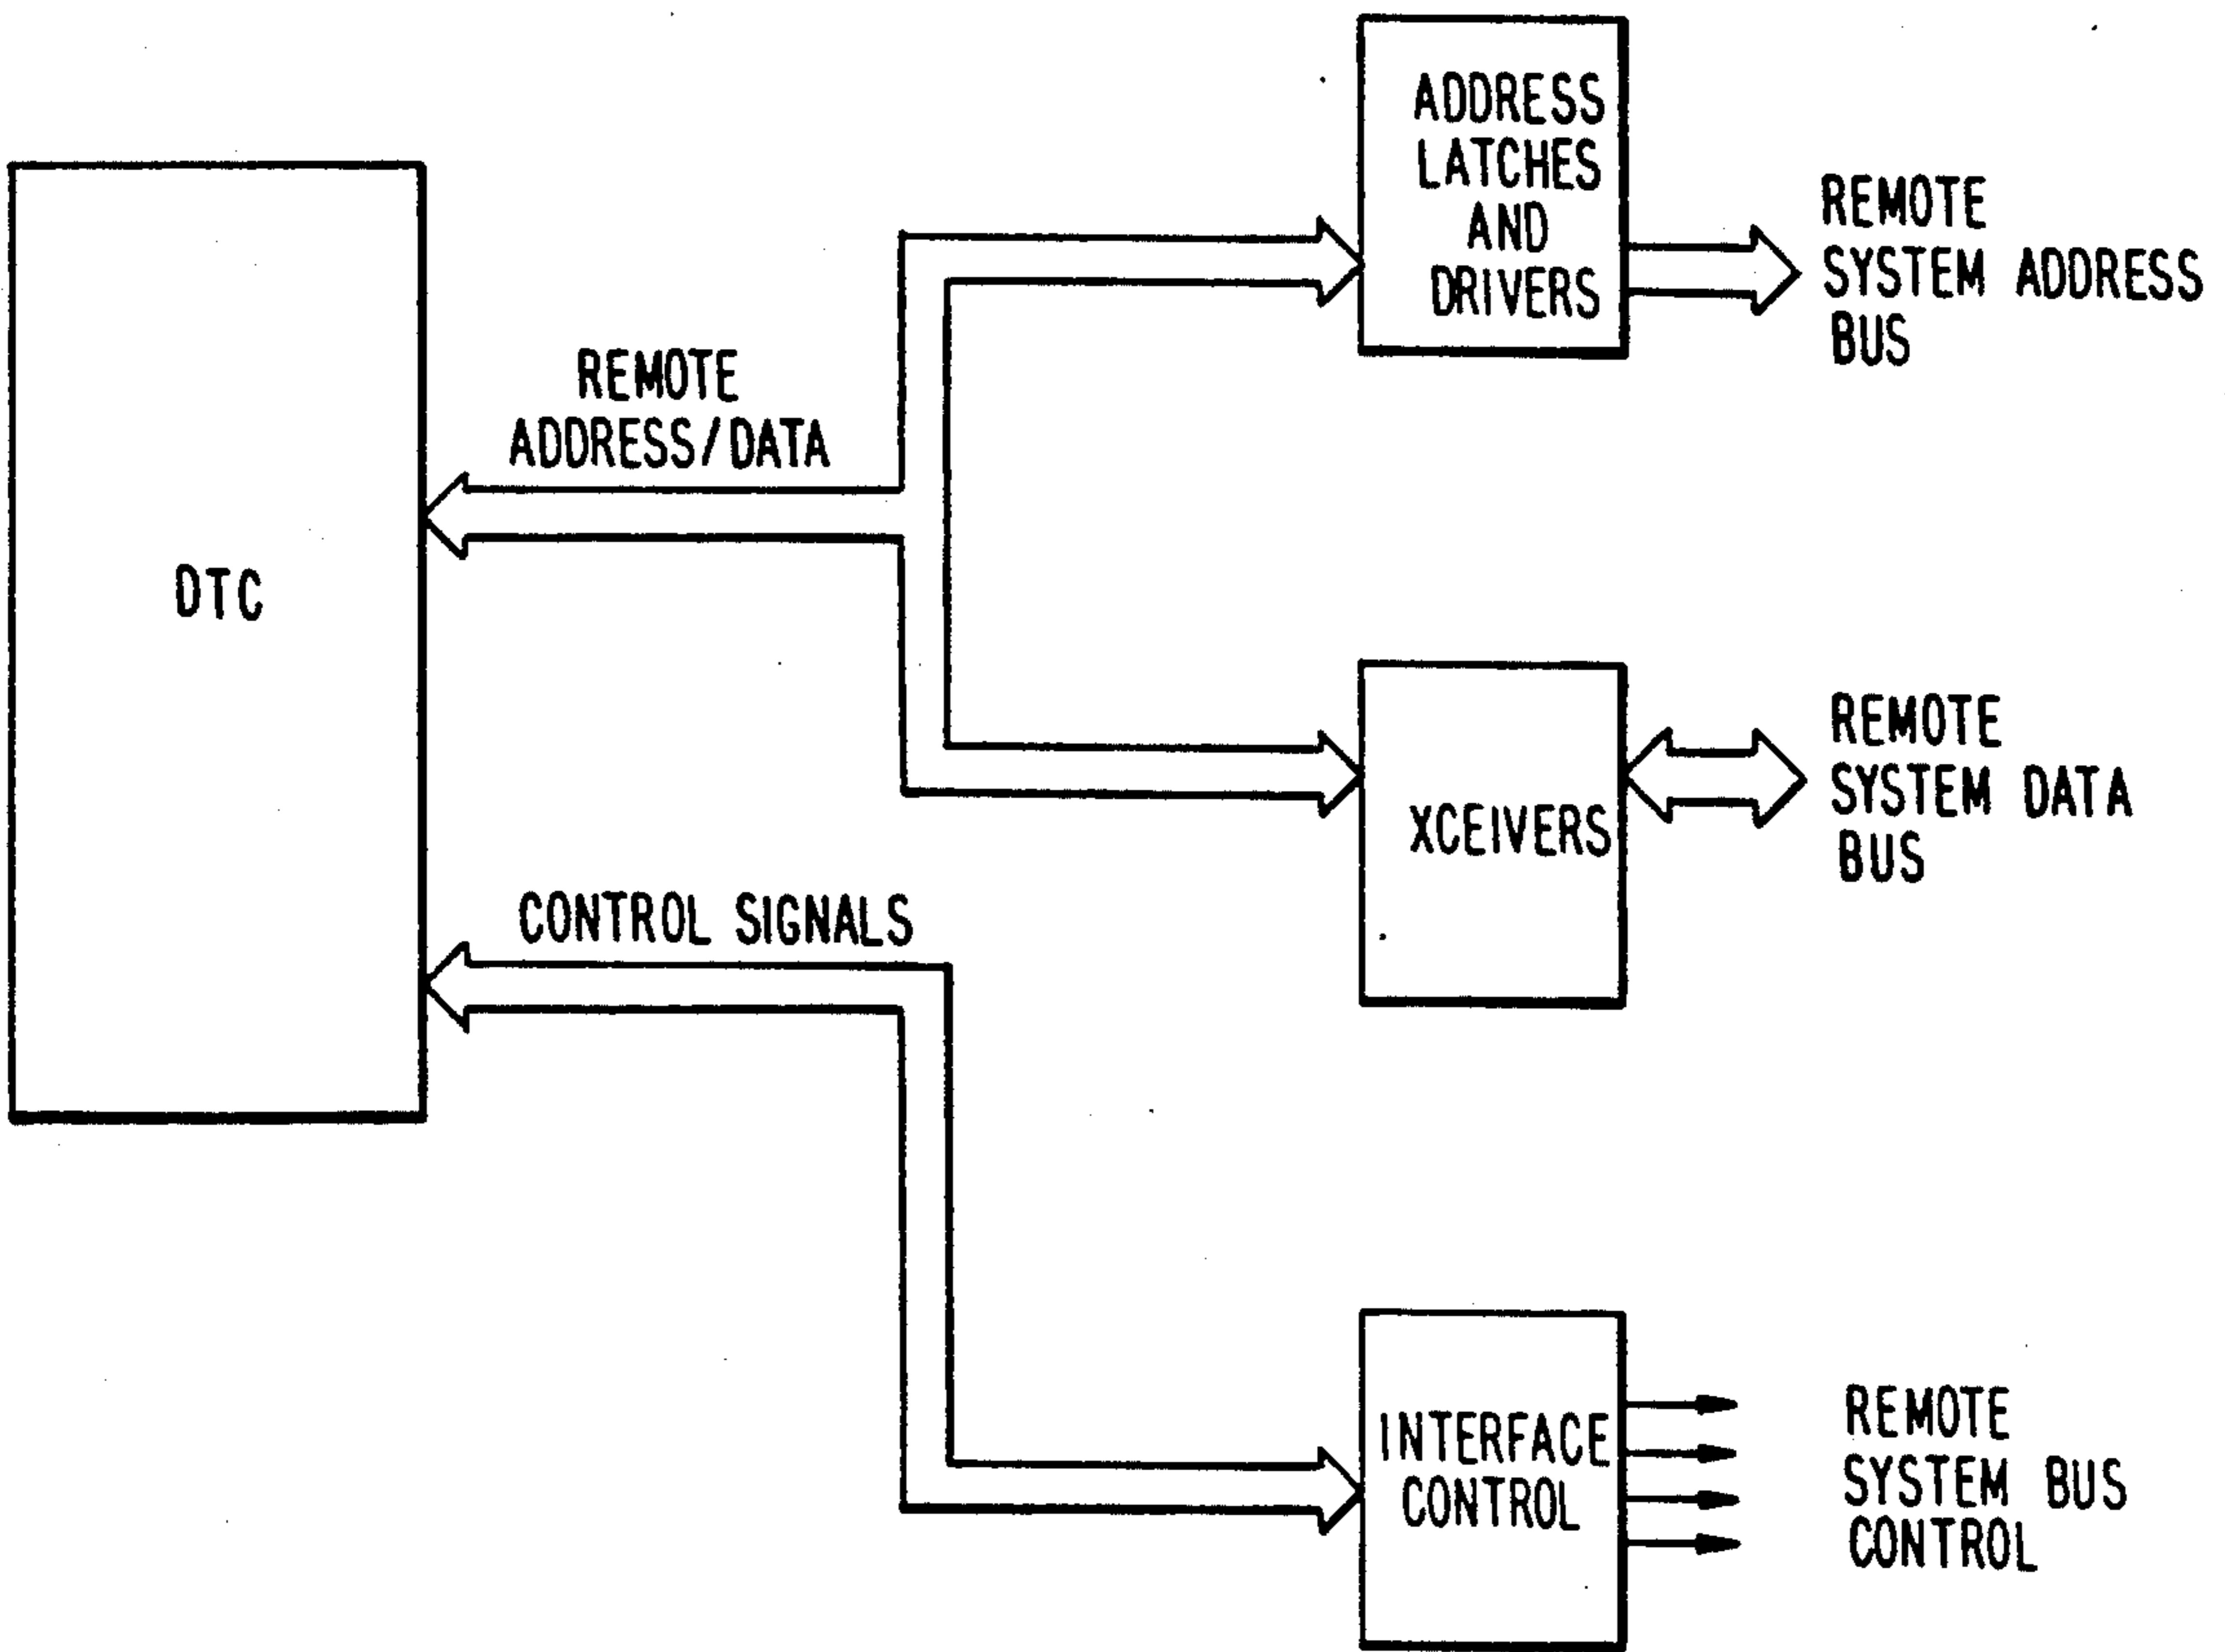 DTC
REMOTE
ADDRESS/DATA
CONTROL SIGNALS
ADDRESS
LATCHES
AND
DRIVERS
REMOTE
SYSTEM ADDRESS
BUS
XCEIVERS
REMOTE
SYSTEM DATA
BUS
INTERFACE
CONTROL
REMOTE
SYSTEM BUS
CONTROL